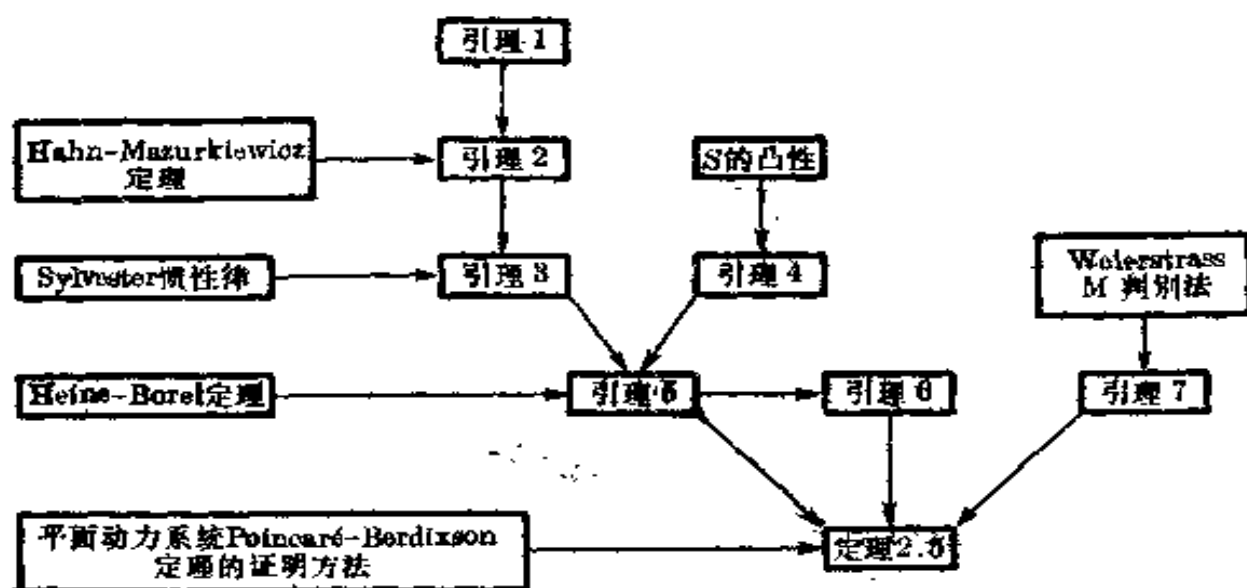 引理 1
Hahn-Mazurkiewicz
定理
引理 2
S的凸性
Sylvester惯性律
引理 3
引理 4
Weierstrass
M 判别法
Heine-Borel定理
引理 5
引理 6
引理 7
平面动力系统Poincaré-Berdixson
定理的证明方法
定理2.5